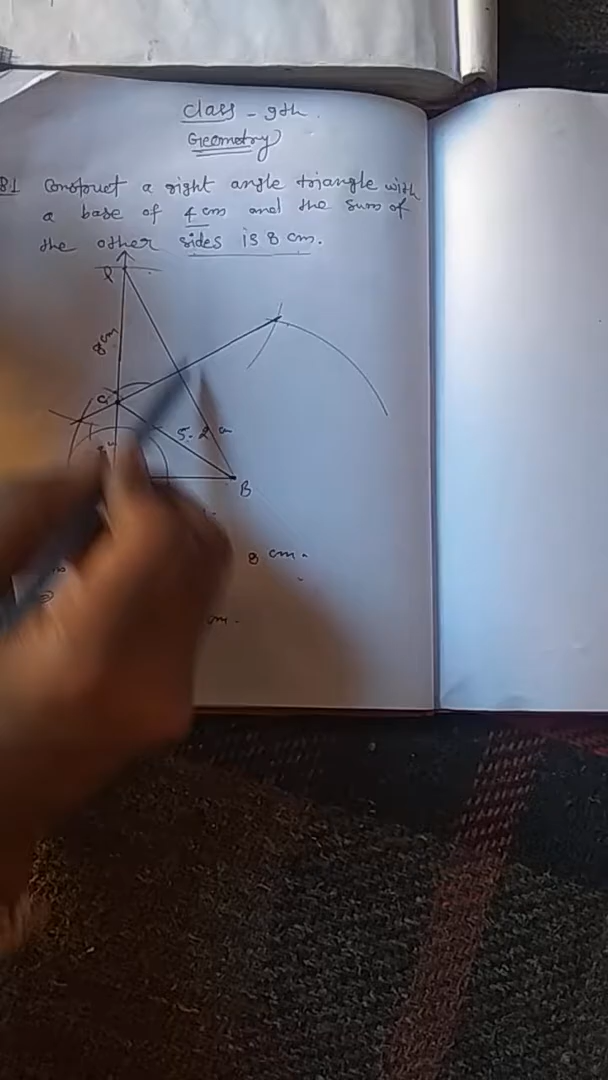 Class - 9th.
Geometry
Construct a right angle triangle with
a base of 4 cm and the sum of
the other sides is 8 cm.
P
8 cm
C
5.2 cm
B
8 cm.
cm.